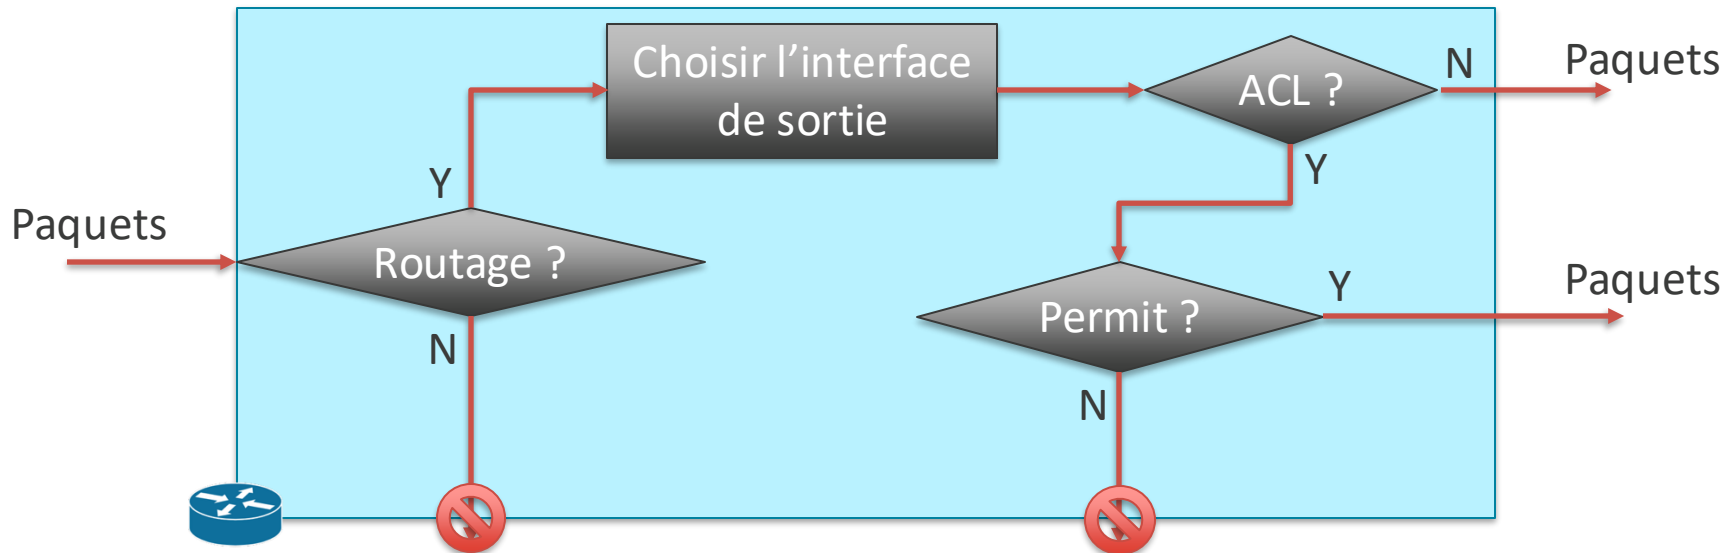 Paquets
Routage ?
Y
N
Choisir l’interface
de sortie
ACL ?
N
Paquets
Y
Permit ?
Y
Paquets
N